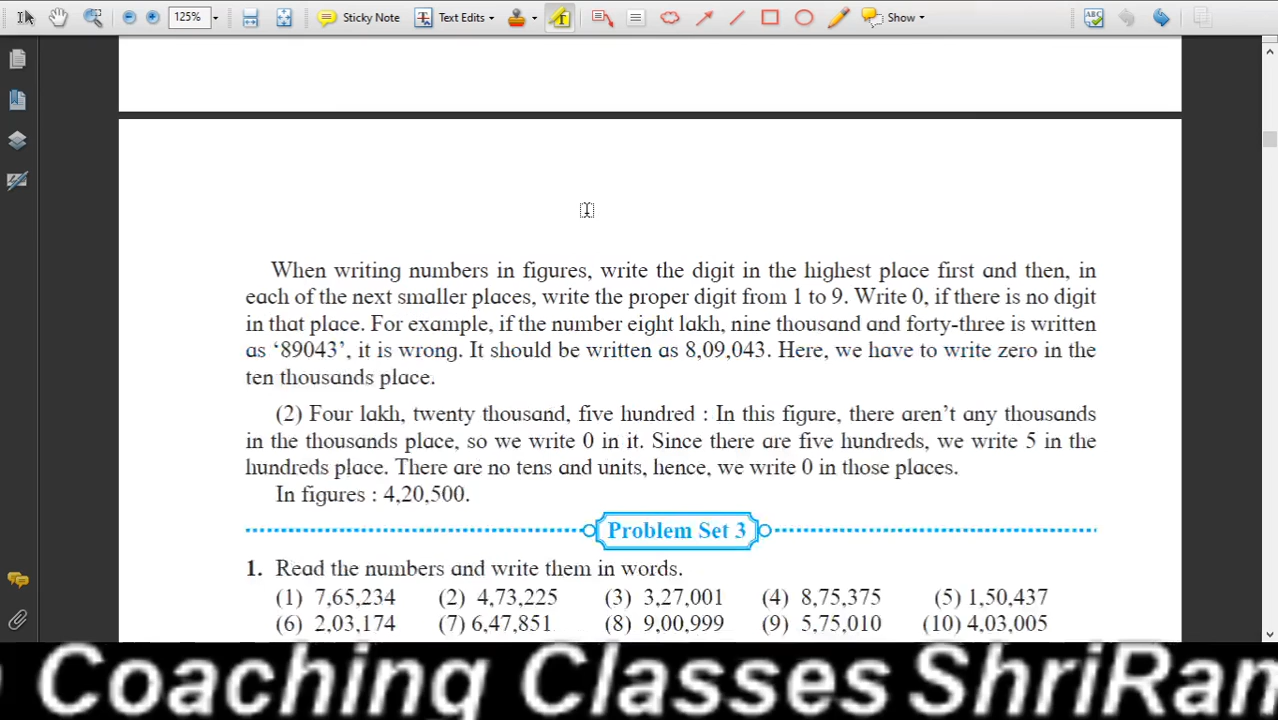 125%
Sticky Note
Text Edits
Show
When writing numbers in figures, write the digit in the highest place first and then, in
each of the next smaller places, write the proper digit from 1 to 9. Write 0, if there is no digit
in that place. For example, if the number eight lakh, nine thousand and forty-three is written
as ‘89043’, it is wrong. It should be written as 8,09,043. Here, we have to write zero in the
ten thousands place.
(2) Four lakh, twenty thousand, five hundred : In this figure, there aren’t any thousands
in the thousands place, so we write 0 in it. Since there are five hundreds, we write 5 in the
hundreds place. There are no tens and units, hence, we write 0 in those places.
In figures : 4,20,500.
Problem Set 3
1. Read the numbers and write them in words.
(1) 7,65,234 (2) 4,73,225 (3) 3,27,001 (4) 8,75,375 (5) 1,50,437
(6) 2,03,174 (7) 6,47,851 (8) 9,00,999 (9) 5,75,010 (10) 4,03,005
Coaching Classes ShriRam